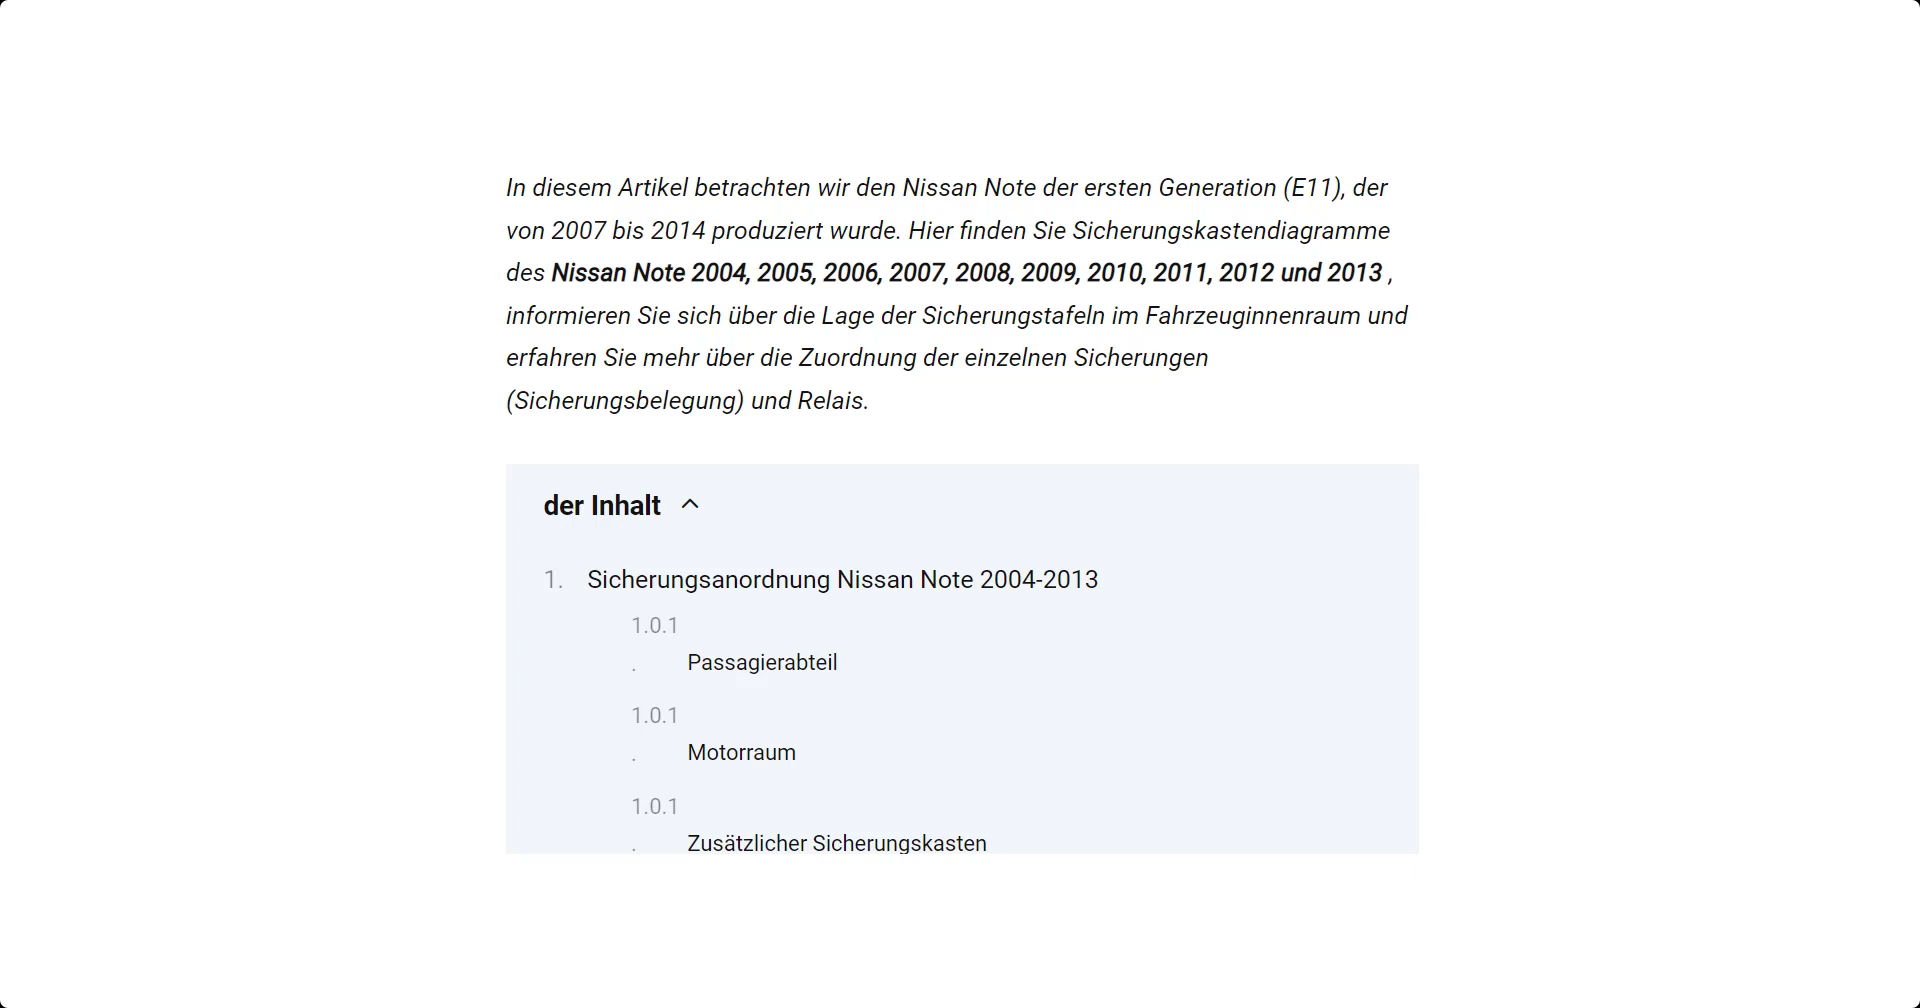 In diesem Artikel betrachten wir den Nissan Note der ersten Generation (E11), der
von 2007 bis 2014 produziert wurde. Hier finden Sie Sicherungskastendiagramme
des Nissan Note 2004, 2005, 2006, 2007, 2008, 2009, 2010, 2011, 2012 und 2013 ,
informieren Sie sich über die Lage der Sicherungstafeln im Fahrzeuginnenraum und
erfahren Sie mehr über die Zuordnung der einzelnen Sicherungen
(Sicherungsbelegung) und Relais.
der Inhalt
1. Sicherungsanordnung Nissan Note 2004-2013
1.0.1
. Passagierabteil
1.0.1
. Motorraum
1.0.1
. Zusätzlicher Sicherungskasten